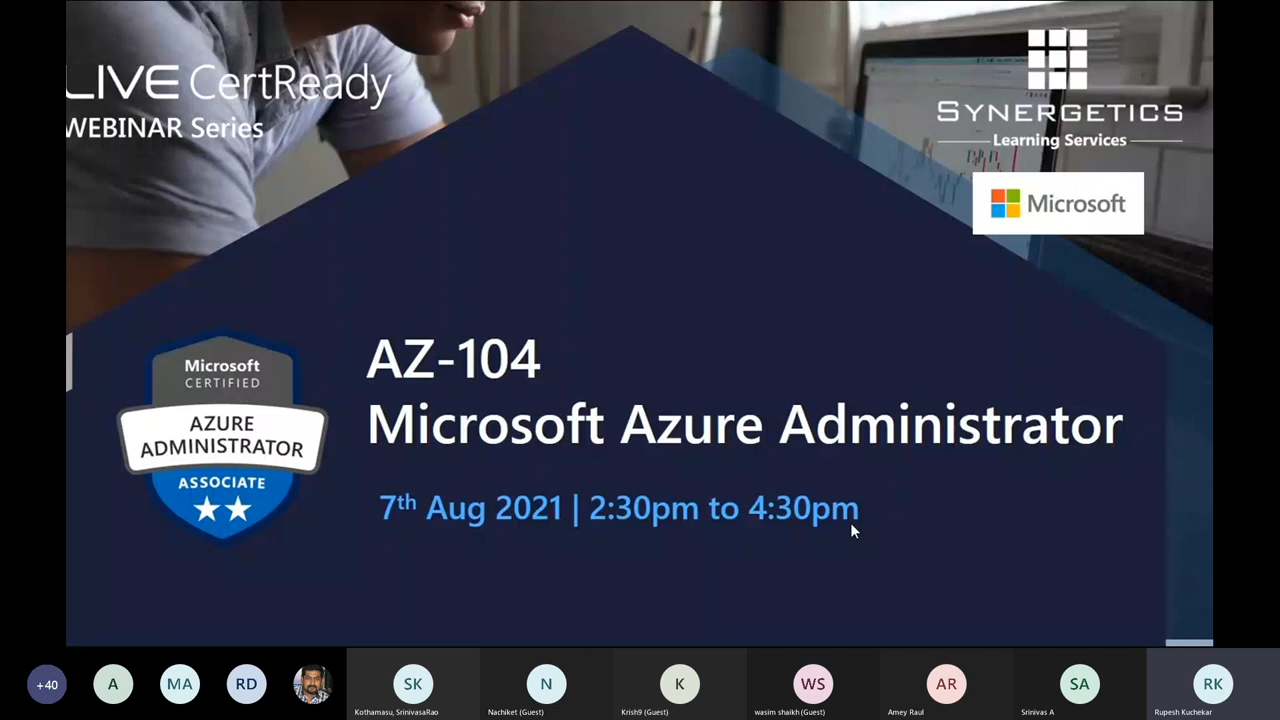 LIVE CertReady
WEBINAR Series
SYNERGETICS
Learning Services
Microsoft
Microsoft
CERTIFIED
AZURE
ADMINISTRATOR
ASSOCIATE
AZ-104
Microsoft Azure Administrator
7th Aug 2021 | 2:30pm to 4:30pm
+40
A
MA
RD
SK
N
K
WS
AR
SA
RK
Kothamasu, SrinivasaRao
Nachiket (Guest)
Krish9 (Guest)
wasim shaikh (Guest)
Amey Raul
Srinivas A
Rupesh Kuchekar